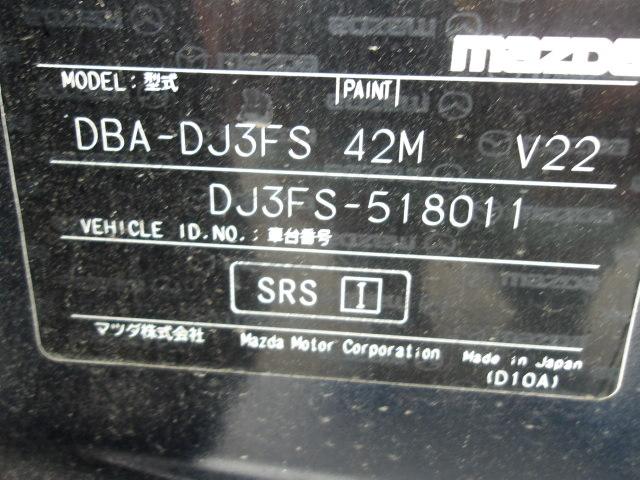 mazda
MODEL: 型式 PAINT
DBA-DJ3FS 42M V22
DJ3FS-518011
VEHICLE ID.NO.: 車台番号
SRS I
マツダ株式会社 Mazda Motor Corporation Made in Japan
(D10A)